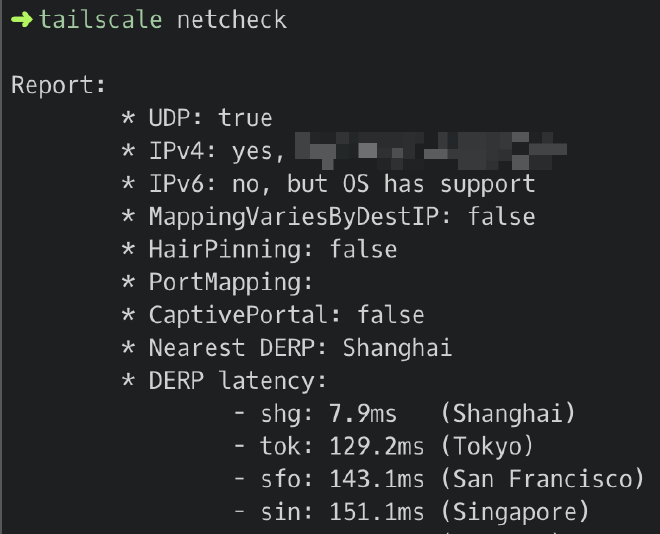 ➜ tailscale netcheck
Report:
* UDP: true
* IPv4: yes,
* IPv6: no, but OS has support
* MappingVariesByDestIP: false
* HairPinning: false
* PortMapping:
* CaptivePortal: false
* Nearest DERP: Shanghai
* DERP latency:
- shg: 7.9ms (Shanghai)
- tok: 129.2ms (Tokyo)
- sfo: 143.1ms (San Francisco)
- sin: 151.1ms (Singapore)